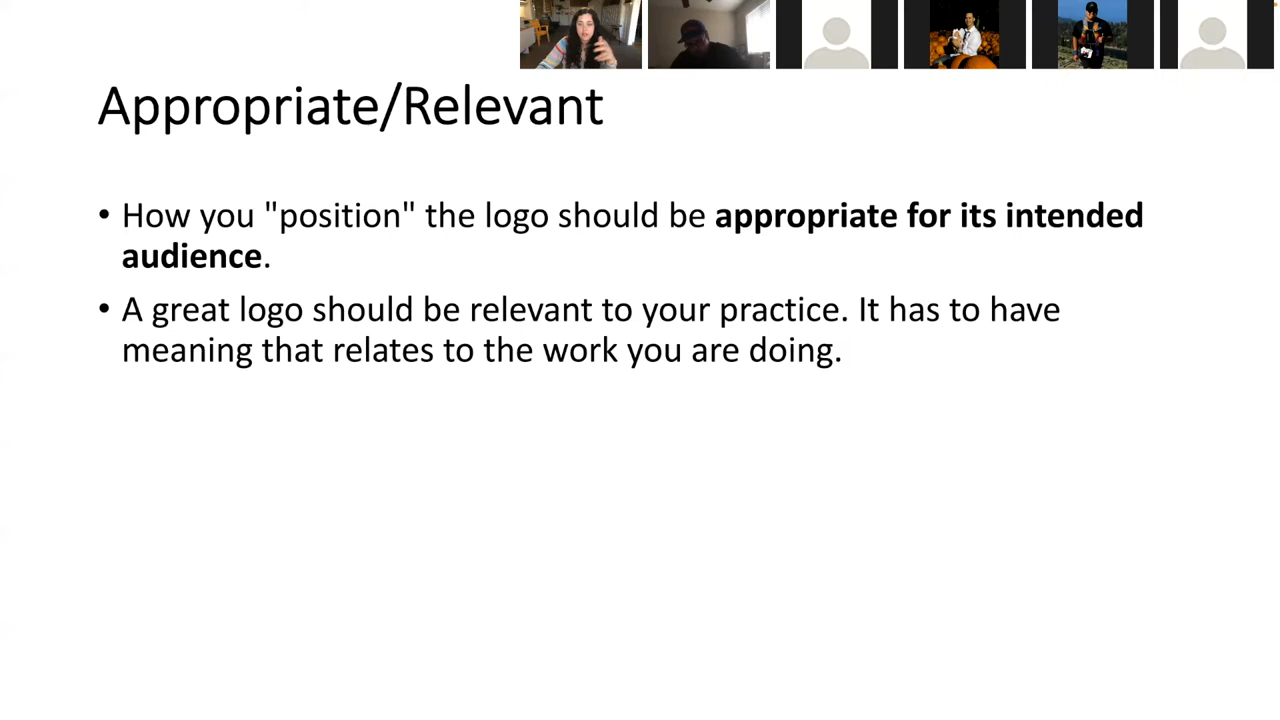 Appropriate/Relevant
• How you "position" the logo should be appropriate for its intended
audience.
• A great logo should be relevant to your practice. It has to have
meaning that relates to the work you are doing.